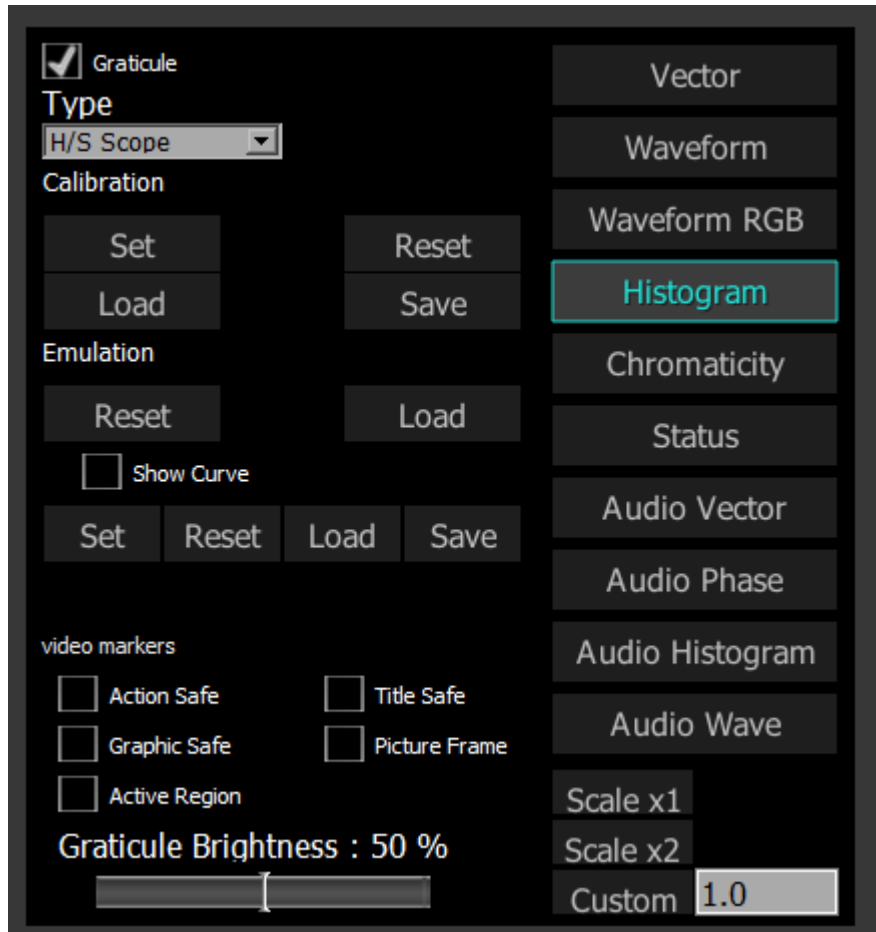 Graticule
Type
H/S Scope
Calibration
Set Reset
Load Save
Emulation
Reset Load
Show Curve
Set Reset Load Save
video markers
Action Safe Title Safe
Graphic Safe Picture Frame
Active Region
Graticule Brightness : 50 %
Vector
Waveform
Waveform RGB
Histogram
Chromaticity
Status
Audio Vector
Audio Phase
Audio Histogram
Audio Wave
Scale x1
Scale x2
Custom 1.0